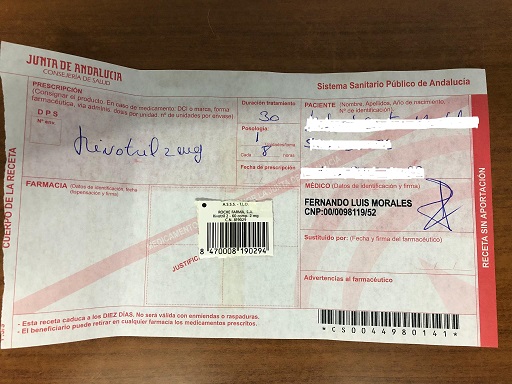 JUNTA DE ANDALUCIA
CONSEJERÍA DE SALUD
Sistema Sanitario Público de Andalucía
PRESCRIPCIÓN
(Consignar el producto. En caso de medicamento: DCI o marca, forma
farmacéutica, vía administ. dosis por unidad, nº de unidades por envase)
D P S
Duración tratamiento
30
Posología
1
8
Cada
horas
Fecha de prescripción
Rivotril 2mg
PACIENTE (Nombre, Apellidos, Año de nacimiento,
Nº de identificación)
MÉDICO (Datos de identificación y firma)
FERNANDO LUIS MORALES
CNP:00/0098119/52
FARMACIA (Datos de identificación, fecha
dispensación y firma)
A.S.S.S.
ROCHE FARMA, S.A.
8 470008 190294
Sustituido por: (Fecha y firma del farmacéutico)
Advertencias al farmacéutico
CUERPO DE LA RECETA
RECETA SIN APORTACIÓN
- Esta receta caduca a los DIEZ DÍAS. No será válida con enmiendas o raspaduras.
- El beneficiario puede retirar en cualquier farmacia los medicamentos prescritos.
*CS0044980141*